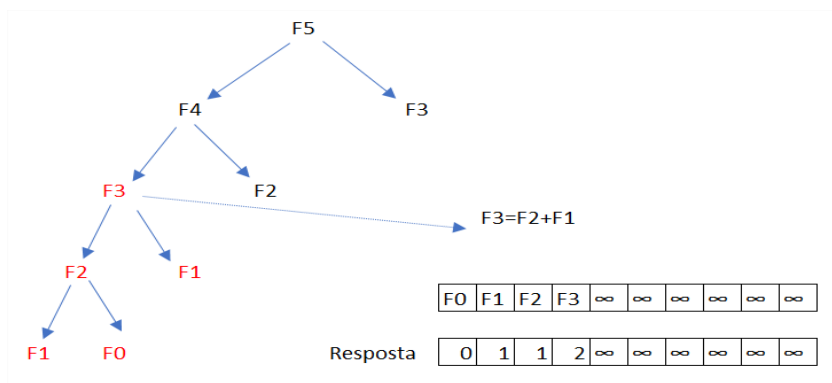 F5
F4 F3
F3 F2
F3=F2+F1
F2 F1
F0 F1 F2 F3 ∞ ∞ ∞ ∞ ∞ ∞
F1 F0
Resposta 0 1 1 2 ∞ ∞ ∞ ∞ ∞ ∞